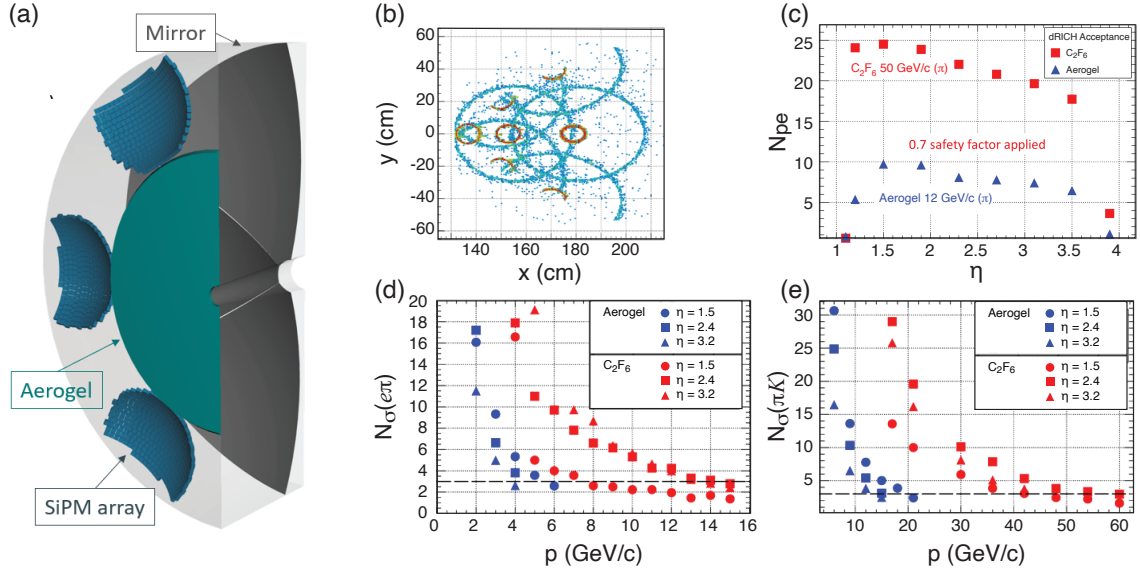 (a)
Mirror
Aerogel
SiPM array
(b)
y (cm)
60
40
20
0
-20
-40
-60
140
160
180
200
x (cm)
(c)
Npe
25
20
15
10
5
dRICH Acceptance
C2F6
Aerogel
C2F6 50 GeV/c (π)
0.7 safety factor applied
Aerogel 12 GeV/c (π)
1
1.5
2
2.5
3
3.5
4
η
(d)
Nσ(eπ)
20
18
16
14
12
10
8
6
4
2
0
Aerogel
η = 1.5
η = 2.4
η = 3.2
C2F6
η = 1.5
η = 2.4
η = 3.2
0
2
4
6
8
10
12
14
16
p (GeV/c)
(e)
Nσ(πK)
30
25
20
15
10
5
Aerogel
η = 1.5
η = 2.4
η = 3.2
C2F6
η = 1.5
η = 2.4
η = 3.2
10
20
30
40
50
60
p (GeV/c)